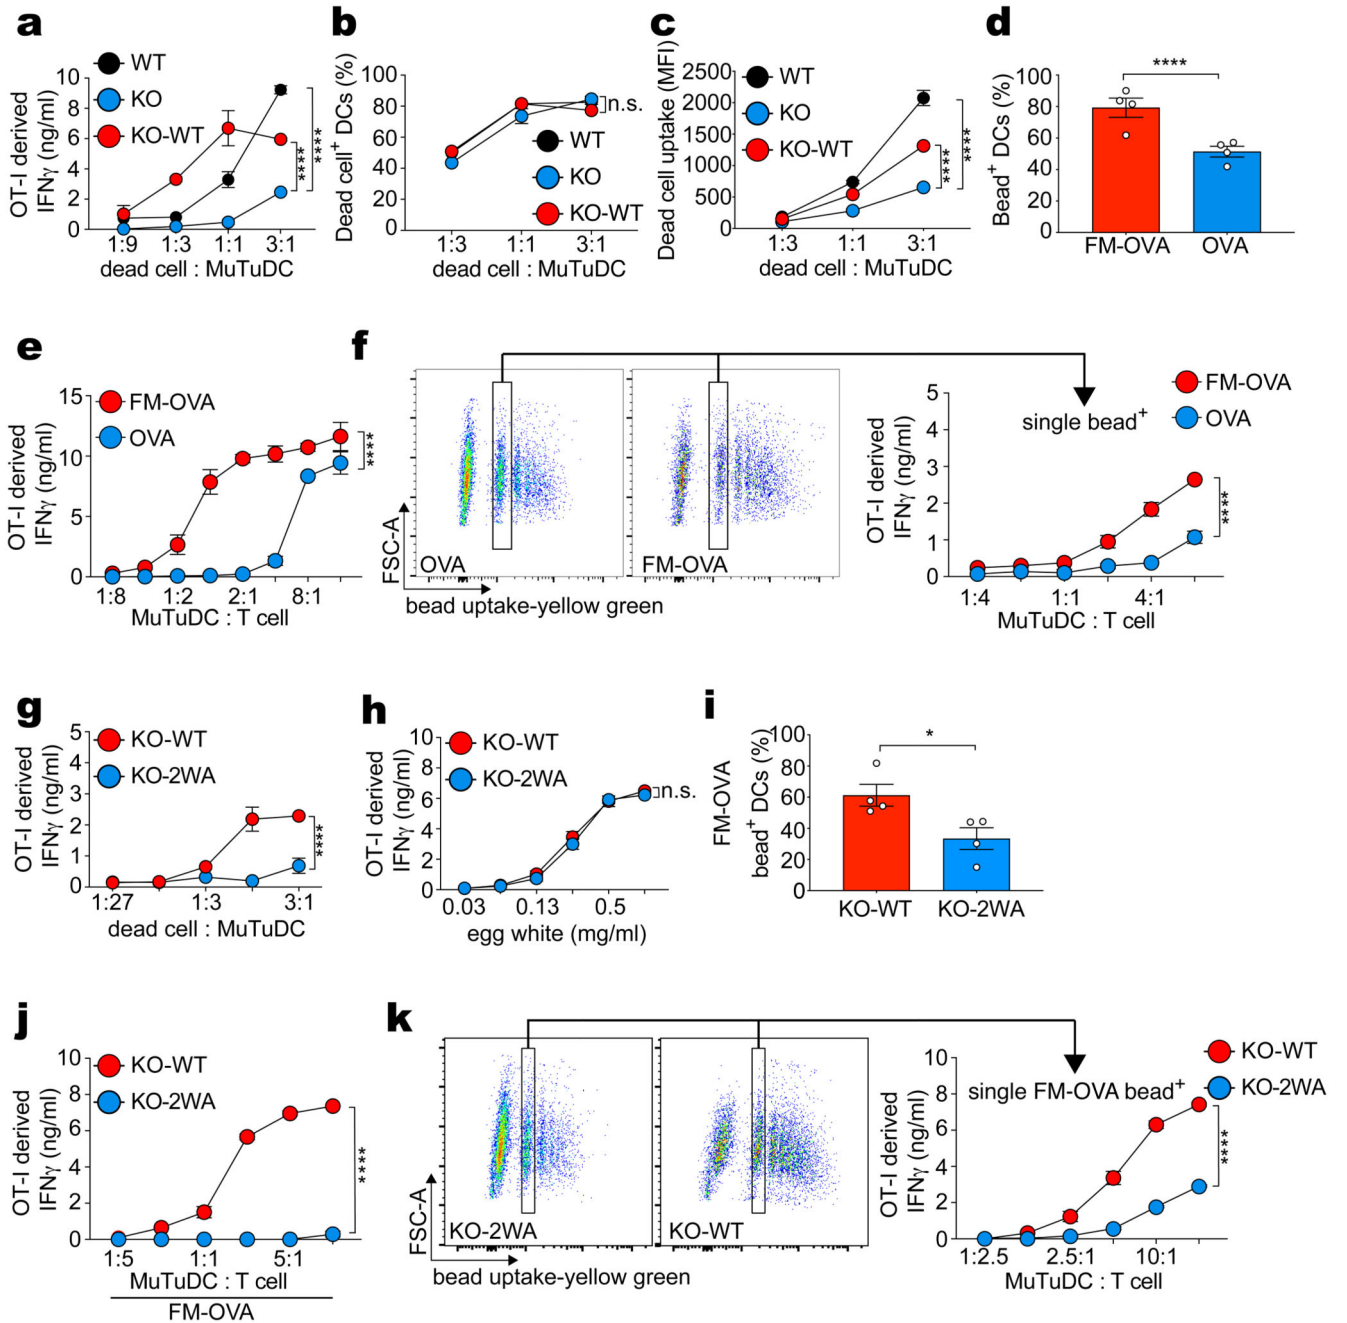 a
WT
KO
KO-WT
OT-I derived
IFNγ (ng/ml)
10
8
6
4
2
0
****
****
1:9 1:3 1:1 3:1
dead cell : MuTuDC
b
Dead cell+ DCs (%)
100
80
60
40
20
0
n.s.
WT
KO
KO-WT
1:3 1:1 3:1
dead cell : MuTuDC
c
Dead cell uptake (MFI)
2500
2000
1500
1000
500
0
WT
KO
KO-WT
****
****
1:3 1:1 3:1
dead cell : MuTuDC
d
Bead+ DCs (%)
100
80
60
40
20
0
****
FM-OVA OVA
e
OT-I derived
IFNγ (ng/ml)
15
10
5
0
FM-OVA
OVA
****
1:8 1:2 2:1 8:1
MuTuDC : T cell
f
FSC-A
OVA
FM-OVA
bead uptake-yellow green
single bead+
FM-OVA
OVA
OT-I derived
IFNγ (ng/ml)
5
4
3
2
1
0
****
1:4 1:1 4:1
MuTuDC : T cell
g
OT-I derived
IFNγ (ng/ml)
5
4
3
2
1
0
KO-WT
KO-2WA
****
1:27 1:3 3:1
dead cell : MuTuDC
h
OT-I derived
IFNγ (ng/ml)
10
8
6
4
2
0
KO-WT
KO-2WA
n.s.
0.03 0.13 0.5
egg white (mg/ml)
i
FM-OVA
bead+ DCs (%)
100
80
60
40
20
0
*
KO-WT KO-2WA
j
OT-I derived
IFNγ (ng/ml)
10
8
6
4
2
0
KO-WT
KO-2WA
****
1:5 1:1 5:1
MuTuDC : T cell
FM-OVA
k
FSC-A
KO-2WA
KO-WT
bead uptake-yellow green
single FM-OVA bead+
KO-WT
KO-2WA
OT-I derived
IFNγ (ng/ml)
10
8
6
4
2
0
****
1:2.5 2.5:1 10:1
MuTuDC : T cell